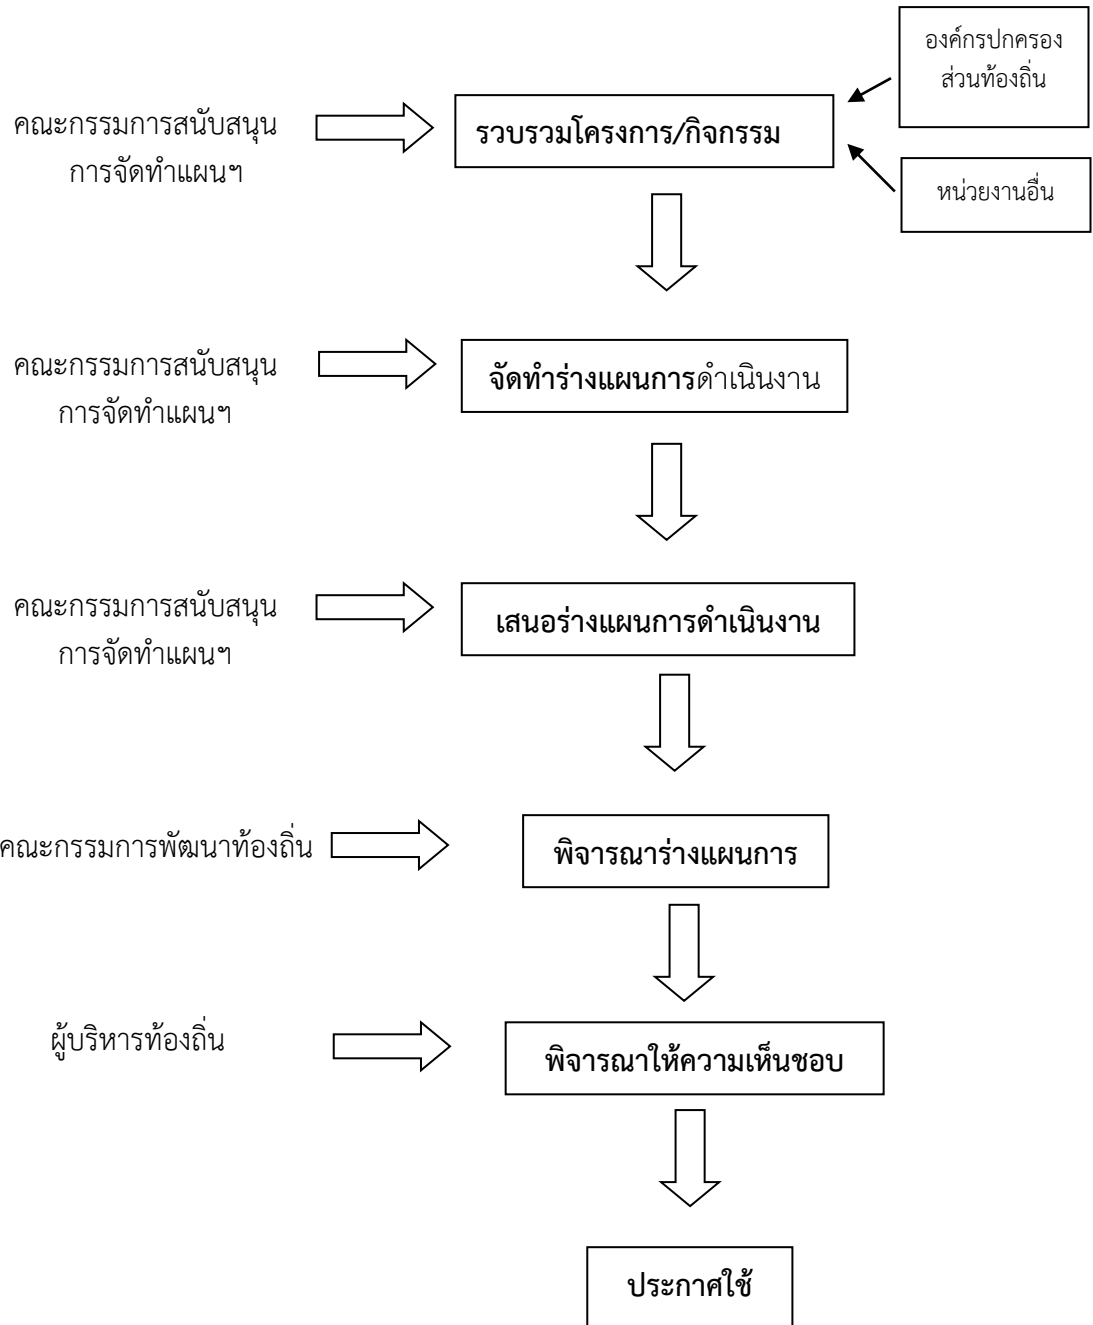 องค์กรปกครอง
ส่วนท้องถิ่น
คณะกรรมการสนับสนุน
การจัดทำแผนฯ
รวบรวมโครงการ/กิจกรรม
หน่วยงานอื่น
คณะกรรมการสนับสนุน
การจัดทำแผนฯ
จัดทำร่างแผนการดำเนินงาน
คณะกรรมการสนับสนุน
การจัดทำแผนฯ
เสนอร่างแผนการดำเนินงาน
คณะกรรมการพัฒนาท้องถิ่น
พิจารณาร่างแผนการ
ผู้บริหารท้องถิ่น
พิจารณาให้ความเห็นชอบ
ประกาศใช้